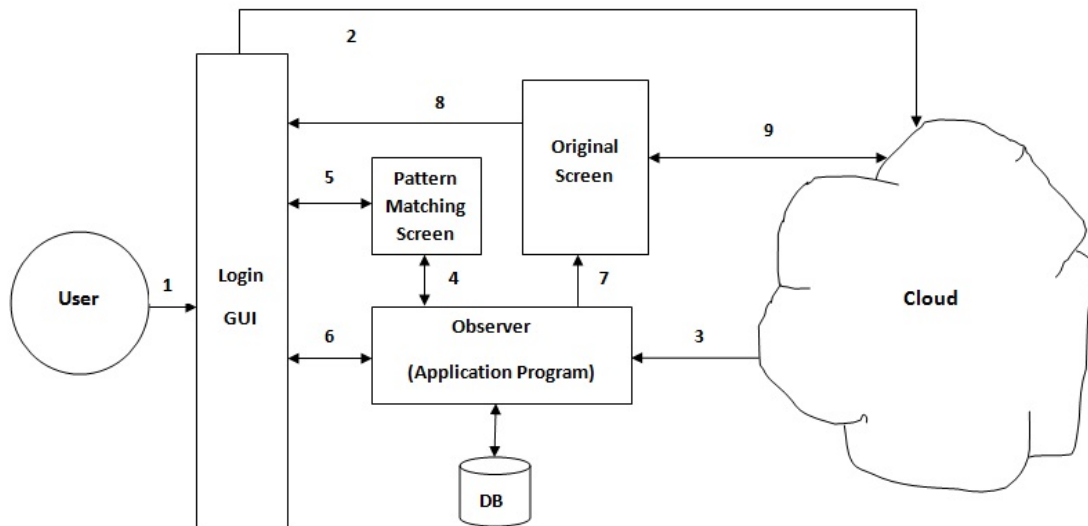 2
8
Original
Screen
9
5
Pattern
Matching
Screen
User
1
Login
GUI
4
7
Cloud
6
Observer
(Application Program)
3
DB